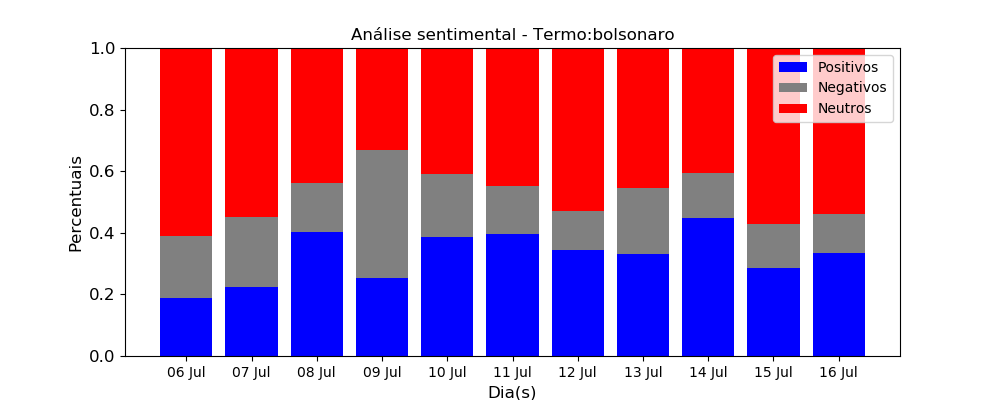 Análise sentimental - Termo:bolsonaro
Positivos
Negativos
Neutros
Percentuais
1.0
0.8
0.6
0.4
0.2
0.0
06 Jul 07 Jul 08 Jul 09 Jul 10 Jul 11 Jul 12 Jul 13 Jul 14 Jul 15 Jul 16 Jul
Dia(s)